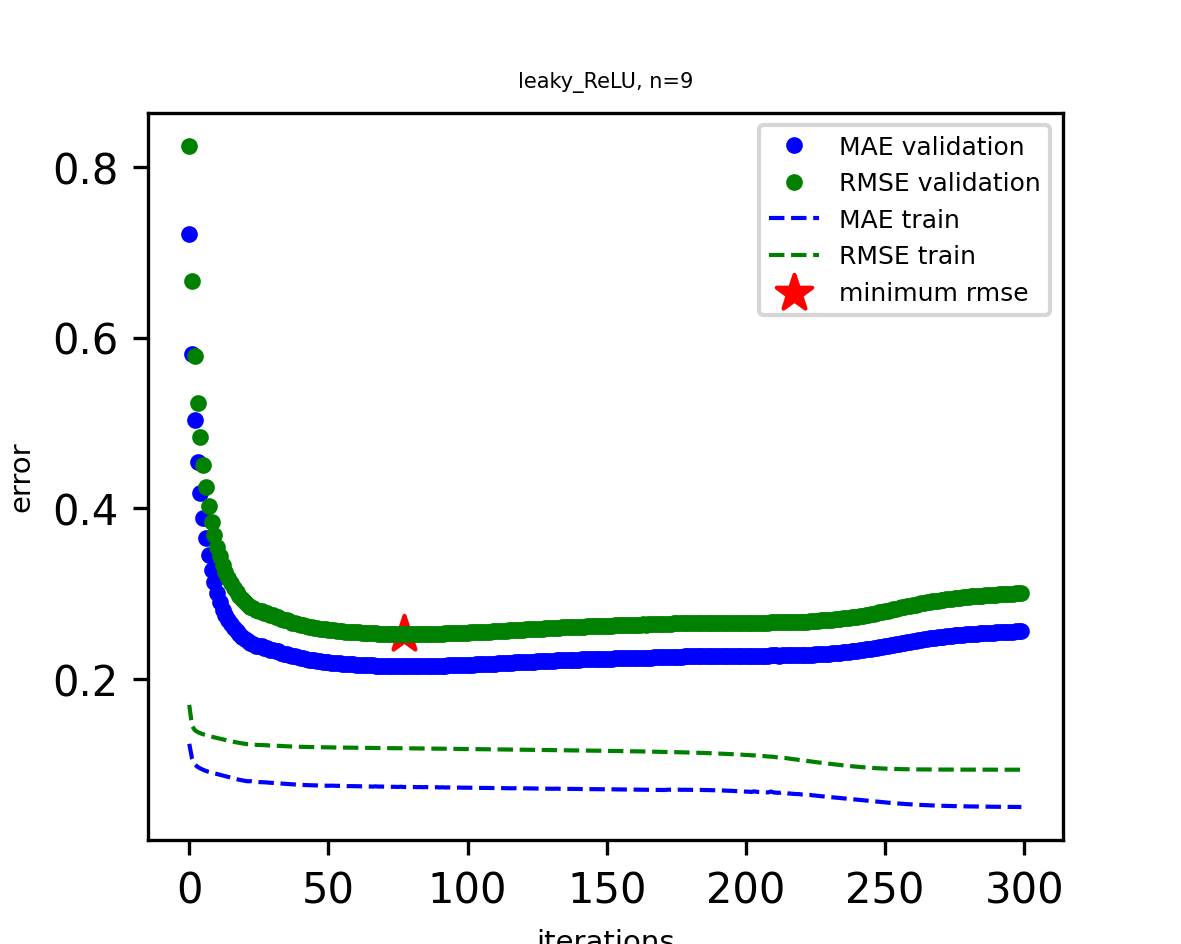 leaky_ReLU, n=9
MAE validation
RMSE validation
MAE train
RMSE train
minimum rmse
error
0.8
0.6
0.4
0.2
0 50 100 150 200 250 300
iterations